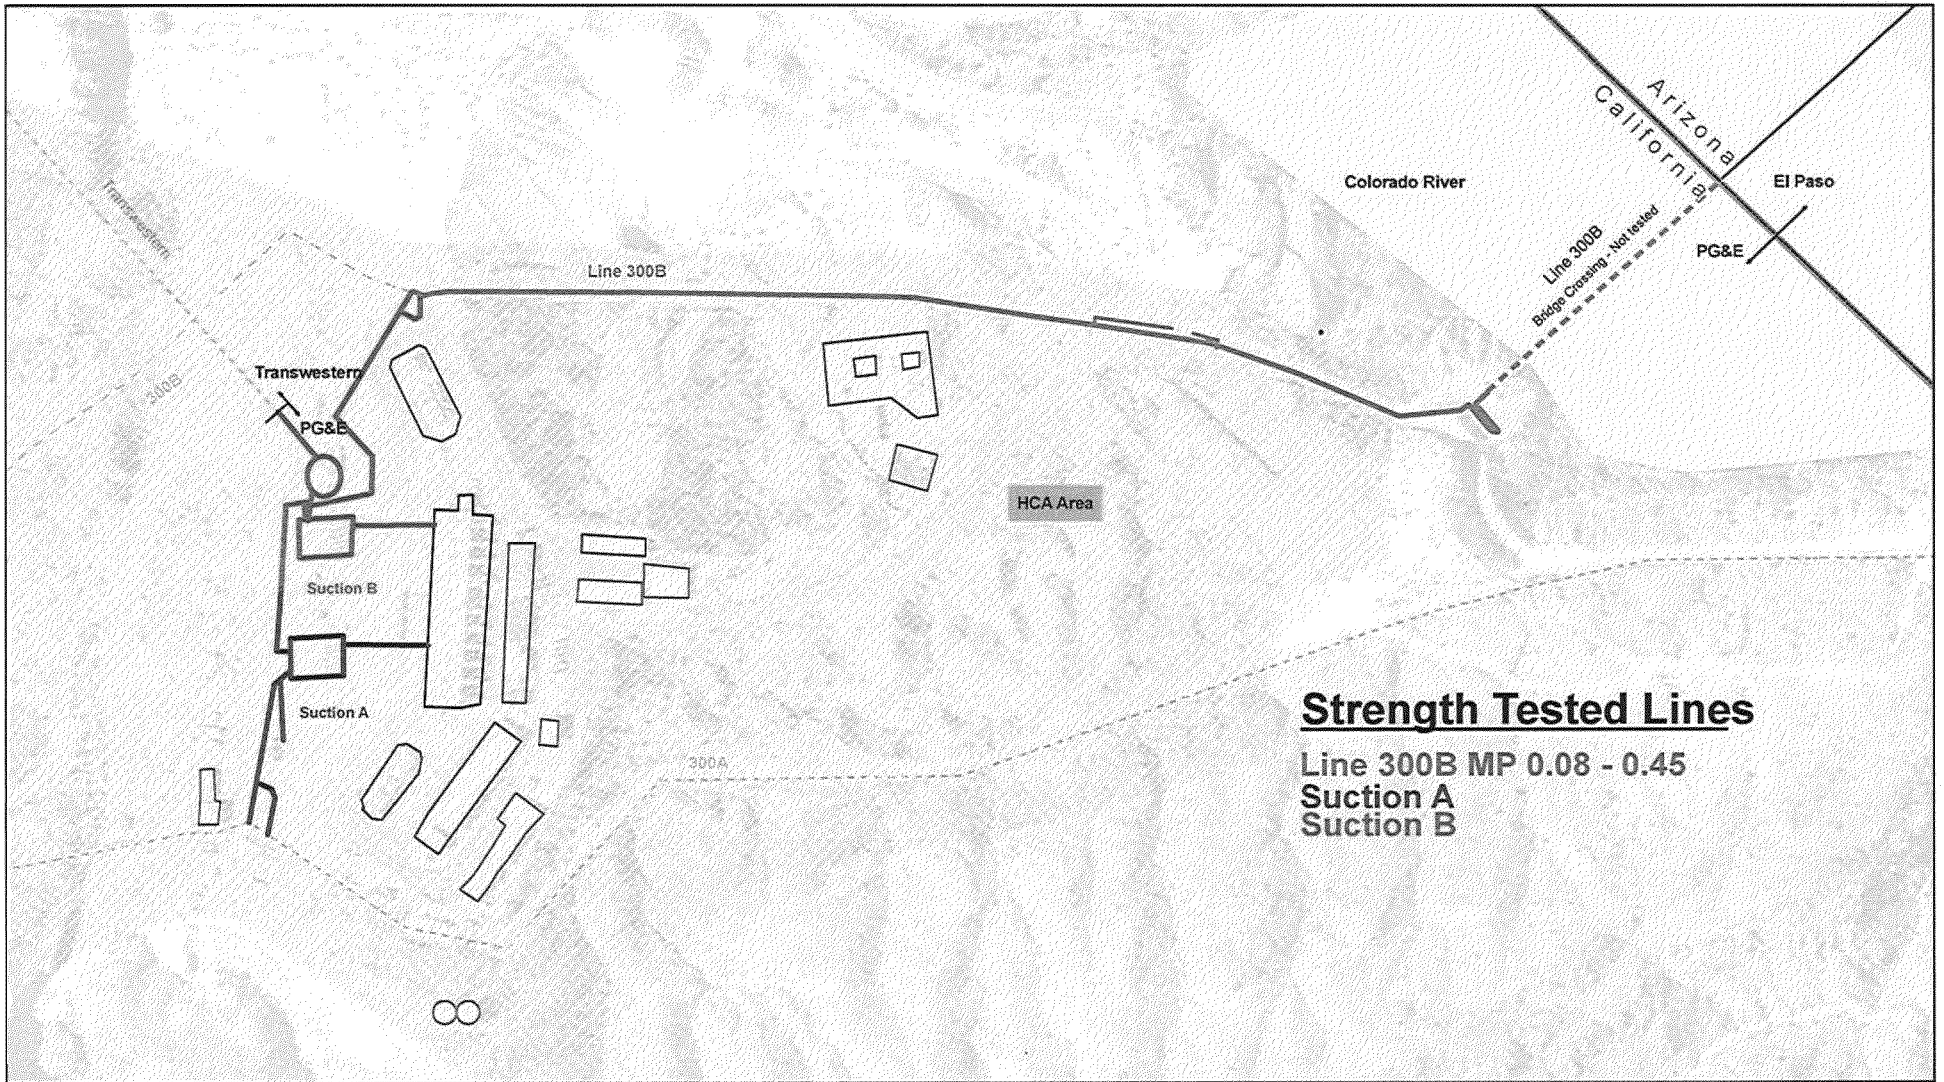 Arizona
California
Colorado River
El Paso
PG&E
Line 300B
Bridge Crossing - Not tested
Transwestern
Line 300B
Transwestern
300B
PG&E
HCA Area
Suction B
Suction A
300A
Strength Tested Lines
Line 300B MP 0.08 - 0.45
Suction A
Suction B